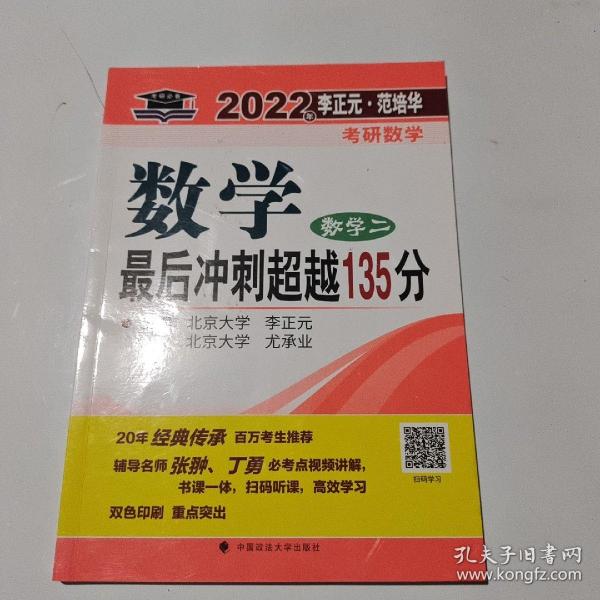 考研必备
2022年 李正元·范培华
考研数学
数学
数学二
最后冲刺超越135分
北京大学 李正元
北京大学 尤承业
20年 经典传承 百万考生推荐
辅导名师 张翀、丁勇 必考点视频讲解,
书课一体,扫码听课,高效学习
扫码学习
双色印刷 重点突出
中国政法大学出版社
孔夫子旧书网
www.kongfz.com